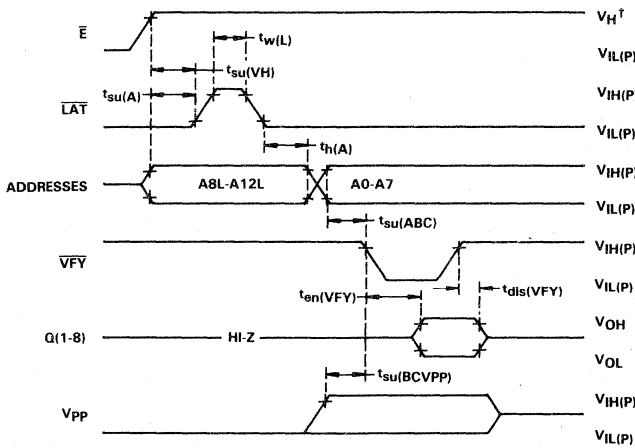 E VH†
tw(L)
VIL(P)
tsu(VH)
tsu(A) VIH(P)
LAT
VIL(P)
th(A)
VIH(P)
ADDRESSES A8L-A12L A0-A7
VIL(P)
tsu(ABC)
VIH(P)
VFY
VIL(P)
ten(VFY) tdis(VFY)
VOH
Q(1-8) HI-Z
VOL
tsu(BCVPP)
VIH(P)
VPP
VIL(P)